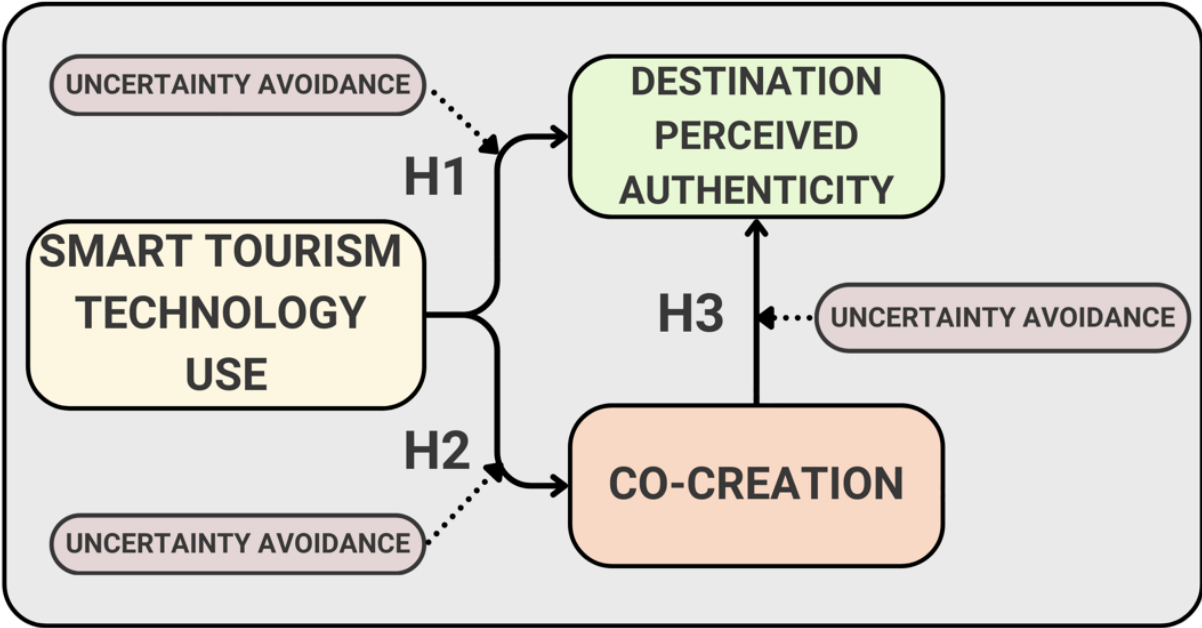 UNCERTAINTY AVOIDANCE
DESTINATION
PERCEIVED
AUTHENTICITY
H1
SMART TOURISM
TECHNOLOGY
USE
H3
UNCERTAINTY AVOIDANCE
H2
CO-CREATION
UNCERTAINTY AVOIDANCE